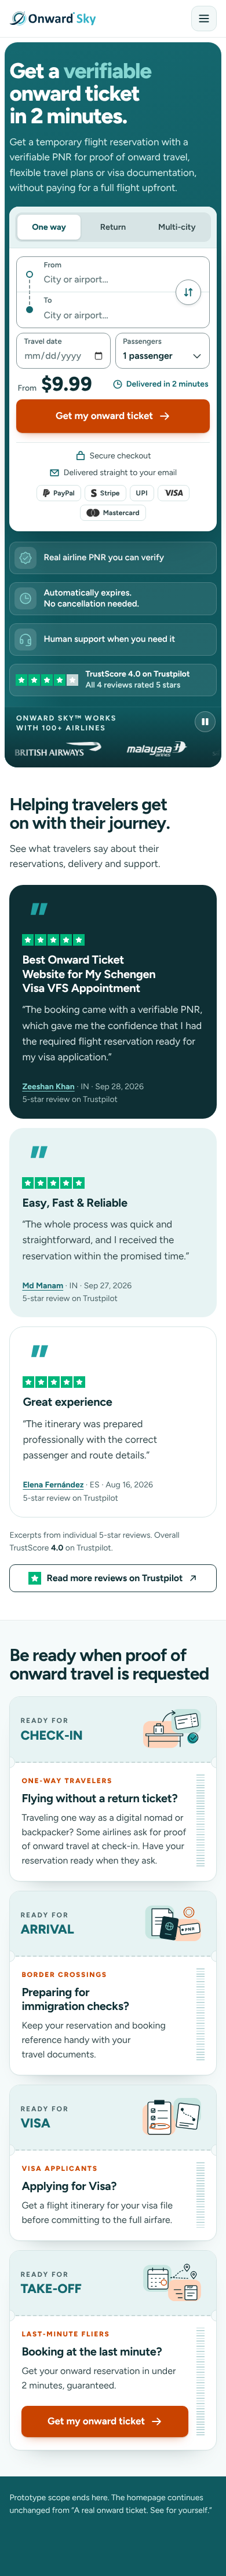 Onward Sky
Get a verifiable
onward ticket
in 2 minutes.
Get a temporary flight reservation with a
verifiable PNR for proof of onward travel,
flexible travel plans or visa documentation,
without paying for a full flight upfront.
One way
Return
Multi-city
From
City or airport...
To
City or airport...
Travel date
mm/dd/yyyy
Passengers
1 passenger
From $9.99
Delivered in 2 minutes
Get my onward ticket
Secure checkout
Delivered straight to your email
PayPal
Stripe
UPI
VISA
Mastercard
Real airline PNR you can verify
Automatically expires.
No cancellation needed.
Human support when you need it
TrustScore 4.0 on Trustpilot
All 4 reviews rated 5 stars
ONWARD SKY™ WORKS
WITH 100+ AIRLINES
BRITISH AIRWAYS
malaysia
airlines
Helping travelers get
on with their journey.
See what travelers say about their
reservations, delivery and support.
"
Best Onward Ticket
Website for My Schengen
Visa VFS Appointment
“The booking came with a verifiable PNR,
which gave me the confidence that I had
the required flight reservation ready for
my visa application.”
Zeeshan Khan · IN · Sep 28, 2026
5-star review on Trustpilot
"
Easy, Fast & Reliable
“The whole process was quick and
straightforward, and I received the
reservation within the promised time.”
Md Manam · IN · Sep 27, 2026
5-star review on Trustpilot
"
Great experience
“The itinerary was prepared
professionally with the correct
passenger and route details.”
Elena Fernández · ES · Aug 16, 2026
5-star review on Trustpilot
Excerpts from individual 5-star reviews. Overall
TrustScore 4.0 on Trustpilot.
Read more reviews on Trustpilot
Be ready when proof of
onward travel is requested
READY FOR
CHECK-IN
ONE-WAY TRAVELERS
Flying without a return ticket?
Traveling one way as a digital nomad or
backpacker? Some airlines ask for proof
of onward travel at check-in. Have your
reservation ready when they ask.
READY FOR
ARRIVAL
PNR
BORDER CROSSINGS
Preparing for
immigration checks?
Keep your reservation and booking
reference handy with your
travel documents.
READY FOR
VISA
VISA APPLICANTS
Applying for Visa?
Get a flight itinerary for your visa file
before committing to the full airfare.
READY FOR
TAKE-OFF
LAST-MINUTE FLIERS
Booking at the last minute?
Get your onward reservation in under
2 minutes, guaranteed.
Get my onward ticket
Prototype scope ends here. The homepage continues
unchanged from “A real onward ticket. See for yourself.”